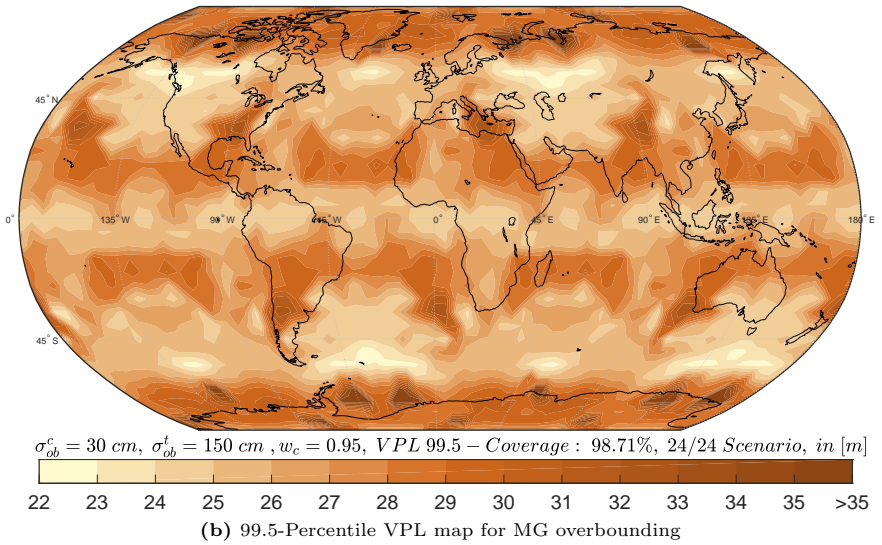 45° N
0°
135° W
90° W
45° W
0°
45° E
90° E
135° E
180° E
45° S
σ^c_ob = 30 cm, σ^t_ob = 150 cm , w_c = 0.95, VPL 99.5 − Coverage : 98.71%, 24/24 Scenario, in [m]
22 23 24 25 26 27 28 29 30 31 32 33 34 35 >35
(b) 99.5-Percentile VPL map for MG overbounding